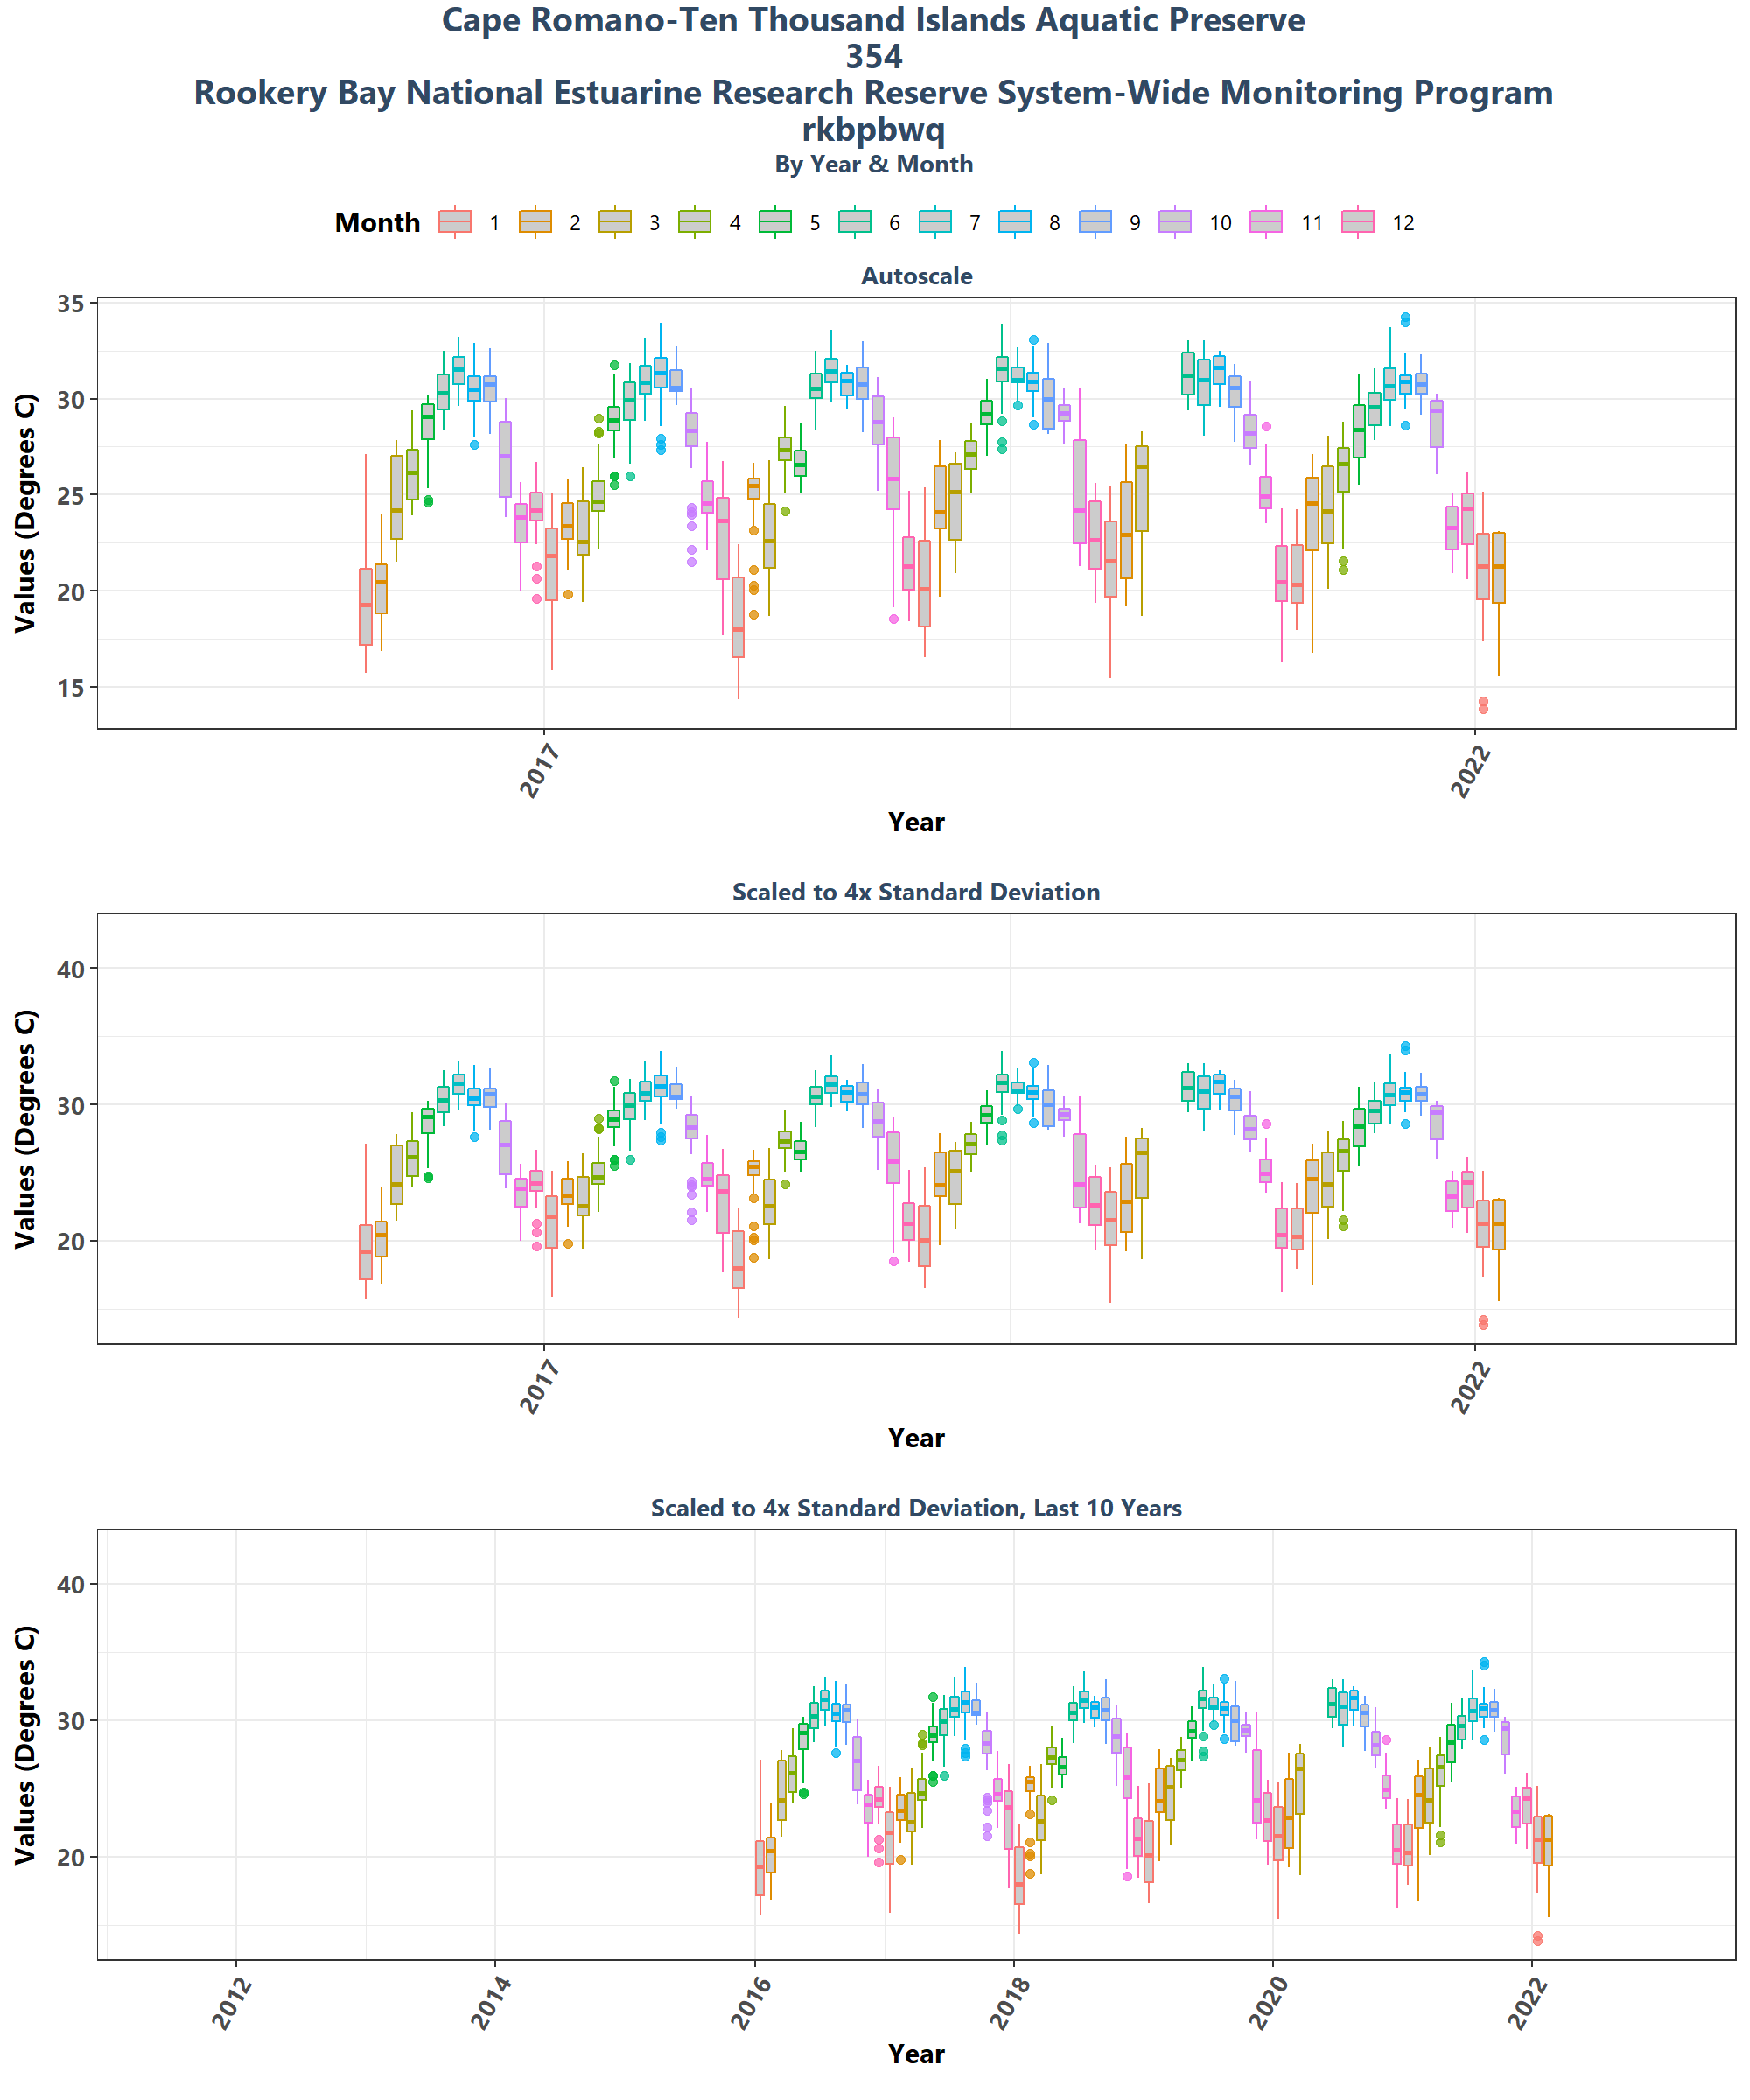 Cape Romano-Ten Thousand Islands Aquatic Preserve
354
Rookery Bay National Estuarine Research Reserve System-Wide Monitoring Program
rkbpbwq
By Year & Month
Month 1 2 3 4 5 6 7 8 9 10 11 12
Autoscale
Values (Degrees C)
35
30
25
20
15
2017 2022
Year
Scaled to 4x Standard Deviation
Values (Degrees C)
40
30
20
2017 2022
Year
Scaled to 4x Standard Deviation, Last 10 Years
Values (Degrees C)
40
30
20
2012 2014 2016 2018 2020 2022
Year